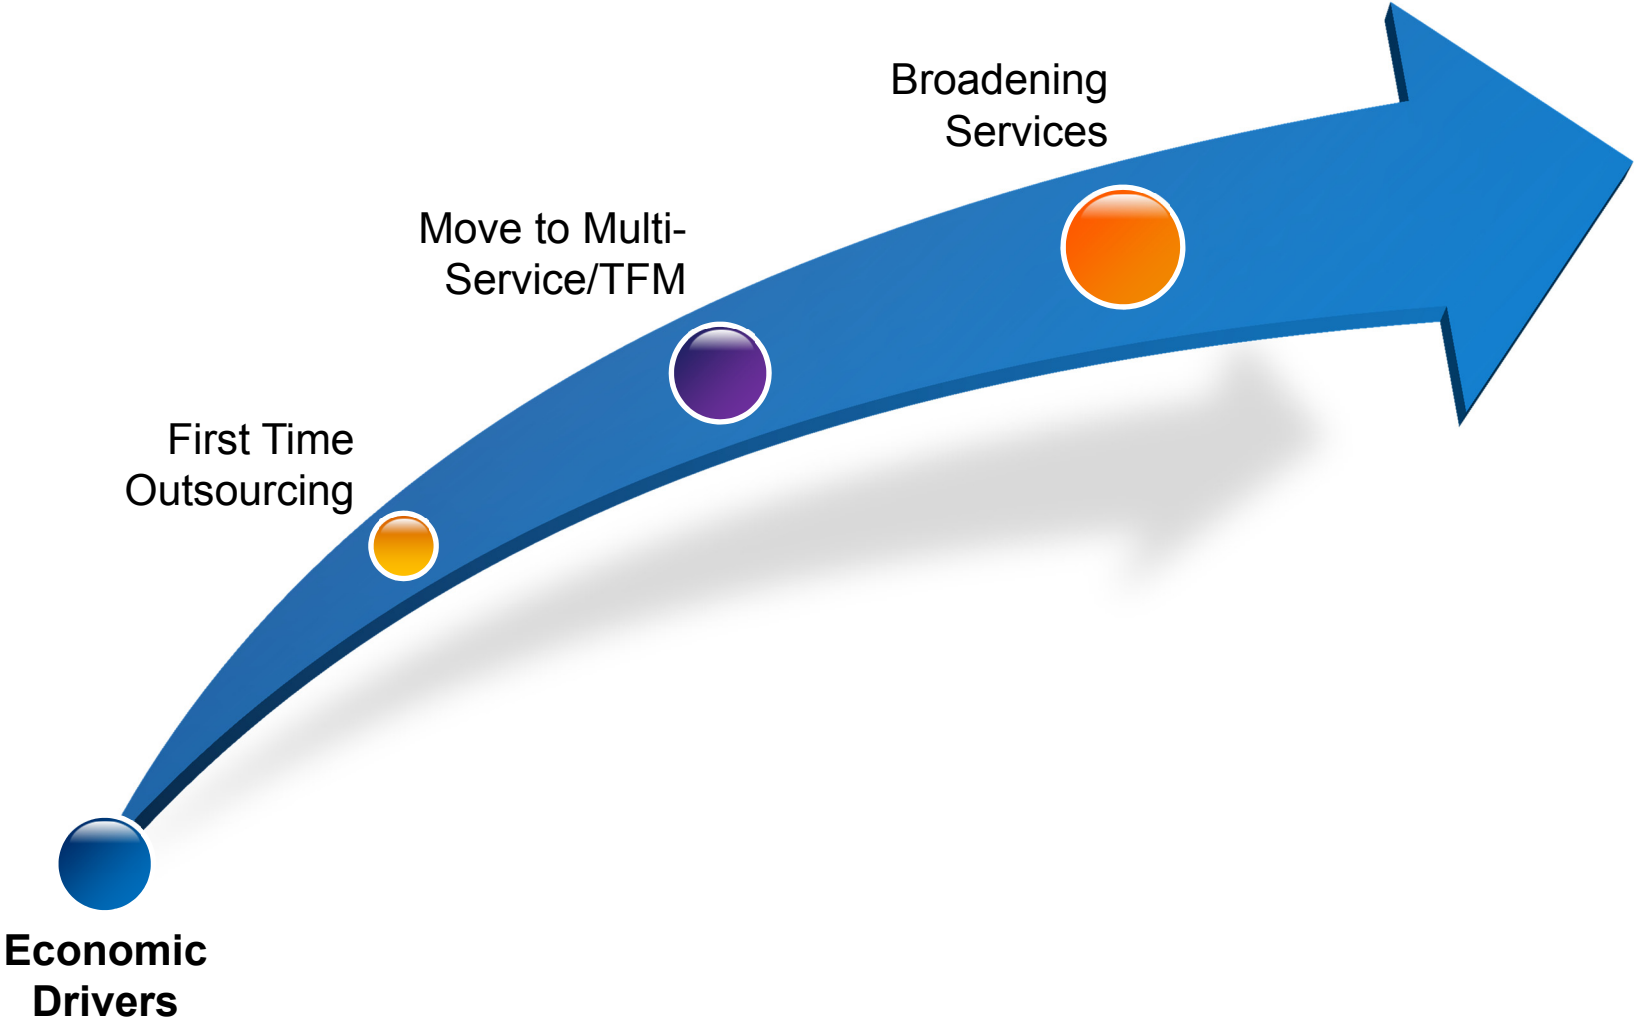 Broadening
Services
Move to Multi-
Service/TFM
First Time
Outsourcing
Economic
Drivers